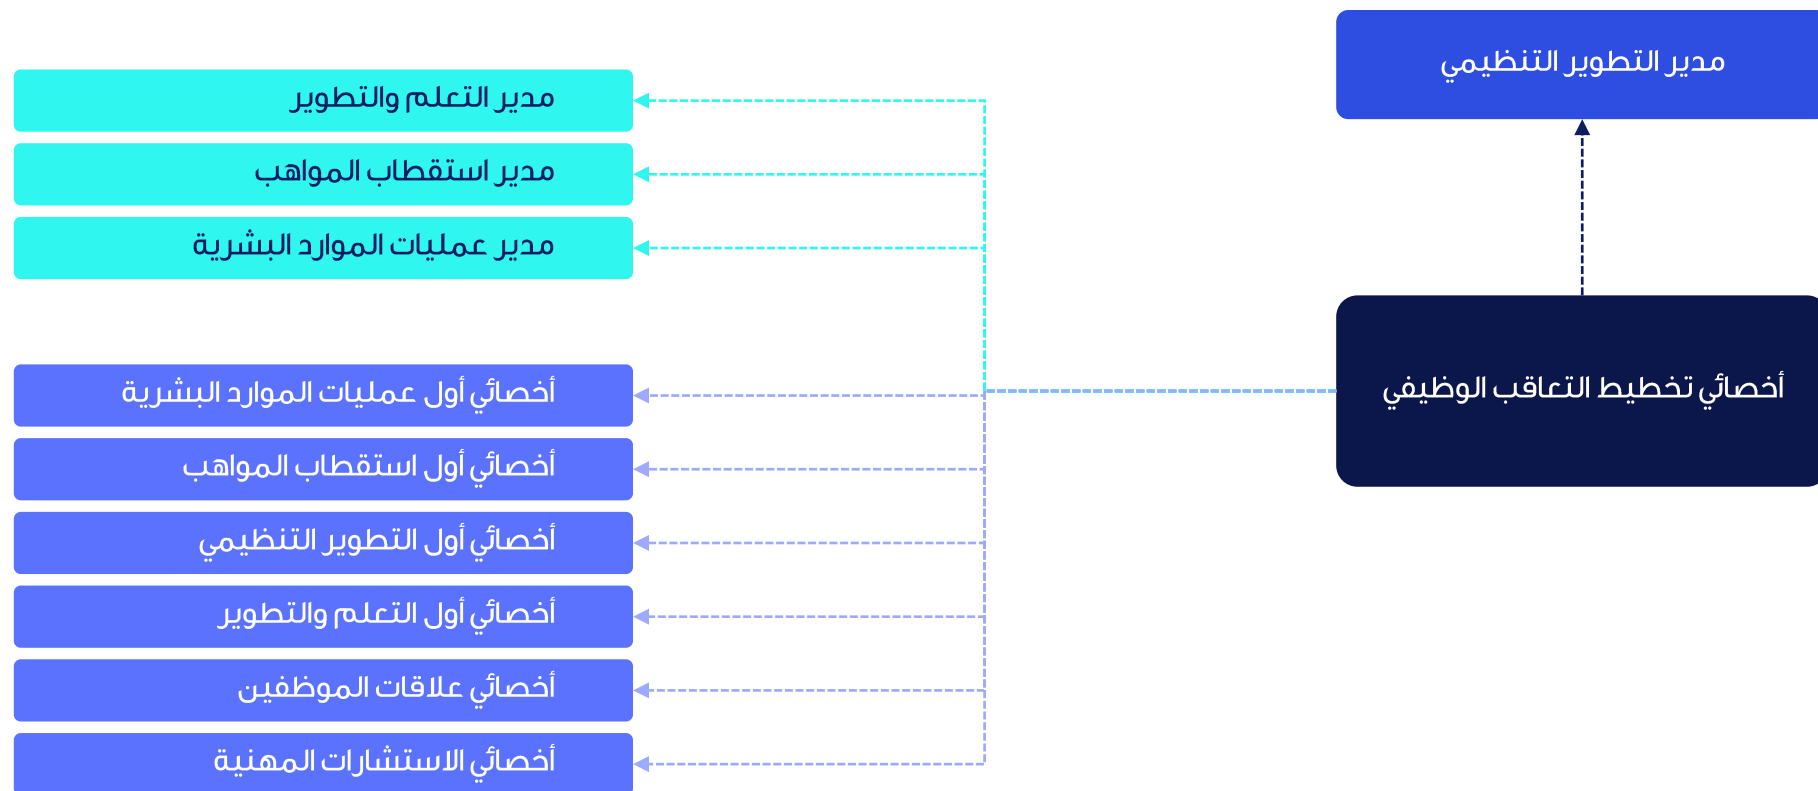 مدير التطوير التنظيمي
أخصائي تخطيط التعاقب الوظيفي
مدير التعلم والتطوير
مدير استقطاب المواهب
مدير عمليات الموارد البشرية
أخصائي أول عمليات الموارد البشرية
أخصائي أول استقطاب المواهب
أخصائي أول التطوير التنظيمي
أخصائي أول التعلم والتطوير
أخصائي علاقات الموظفين
أخصائي الاستشارات المهنية